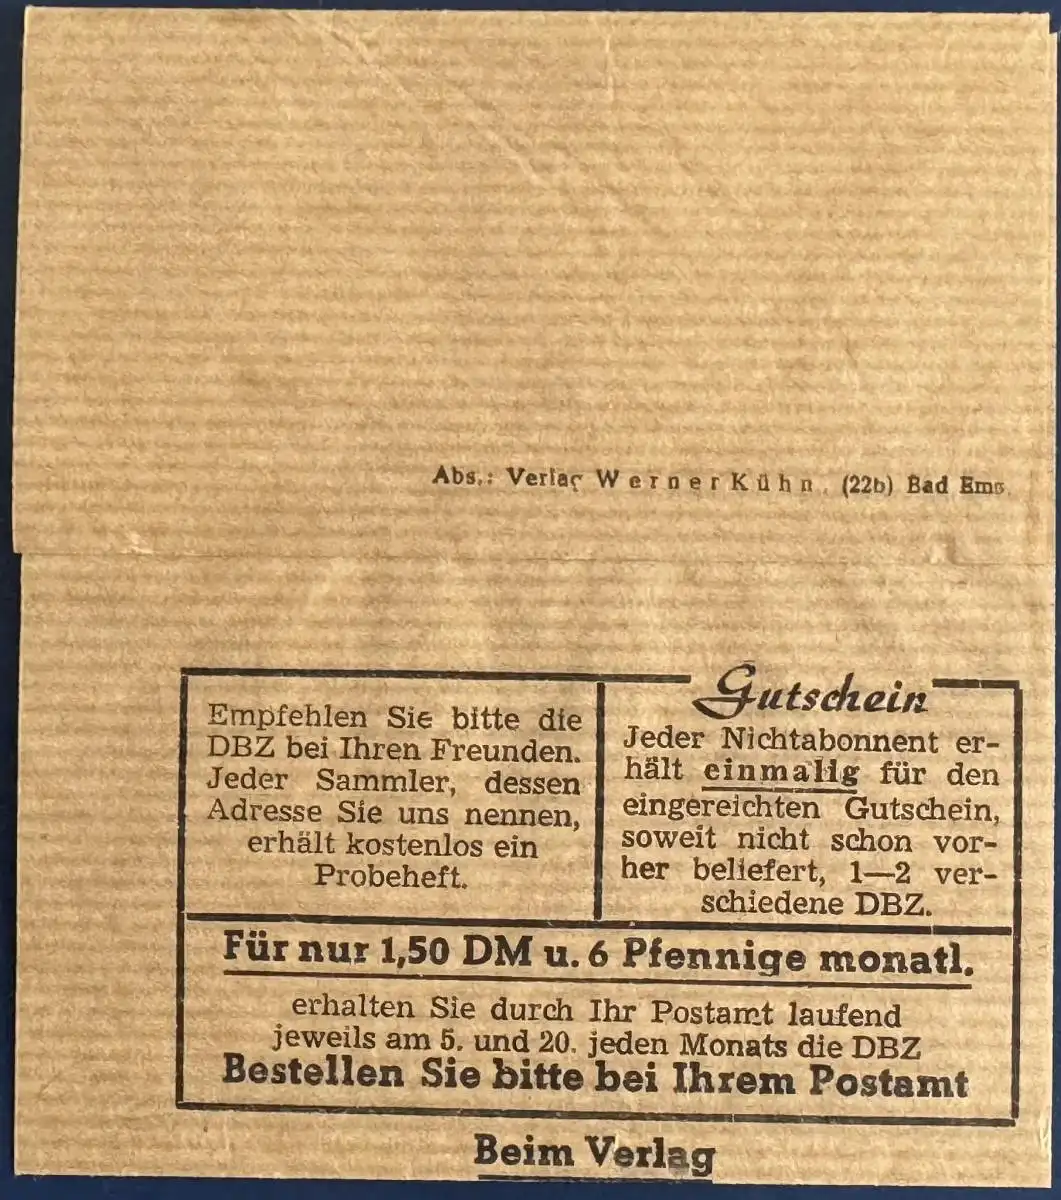 Abs.: Verlag Werner Kühn, (22b) Bad Ems.
Empfehlen Sie bitte die
DBZ bei Ihren Freunden.
Jeder Sammler, dessen
Adresse Sie uns nennen,
erhält kostenlos ein
Probeheft.
Gutschein
Jeder Nichtabonnent er-
hält einmalig für den
eingereichten Gutschein,
soweit nicht schon vor-
her beliefert, 1—2 ver-
schiedene DBZ.
Für nur 1,50 DM u. 6 Pfennige monatl.
erhalten Sie durch Ihr Postamt laufend
jeweils am 5. und 20. jeden Monats die DBZ
Bestellen Sie bitte bei Ihrem Postamt
Beim Verlag